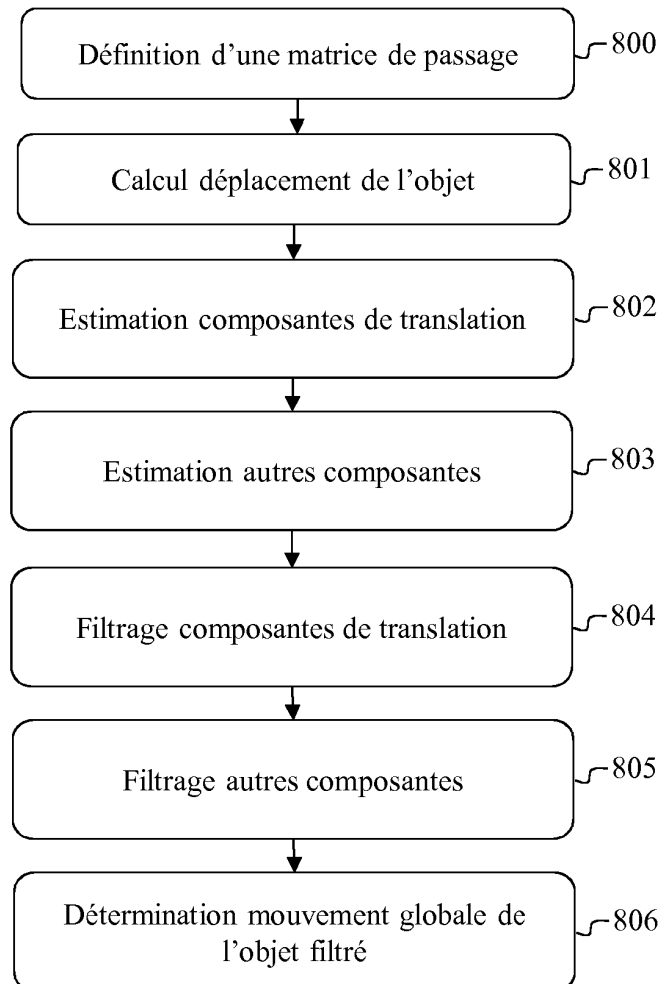 Définition d'une matrice de passage
800
Calcul déplacement de l'objet
801
Estimation composantes de translation
802
Estimation autres composantes
803
Filtrage composantes de translation
804
Filtrage autres composantes
805
Détermination mouvement globale de
l'objet filtré
806